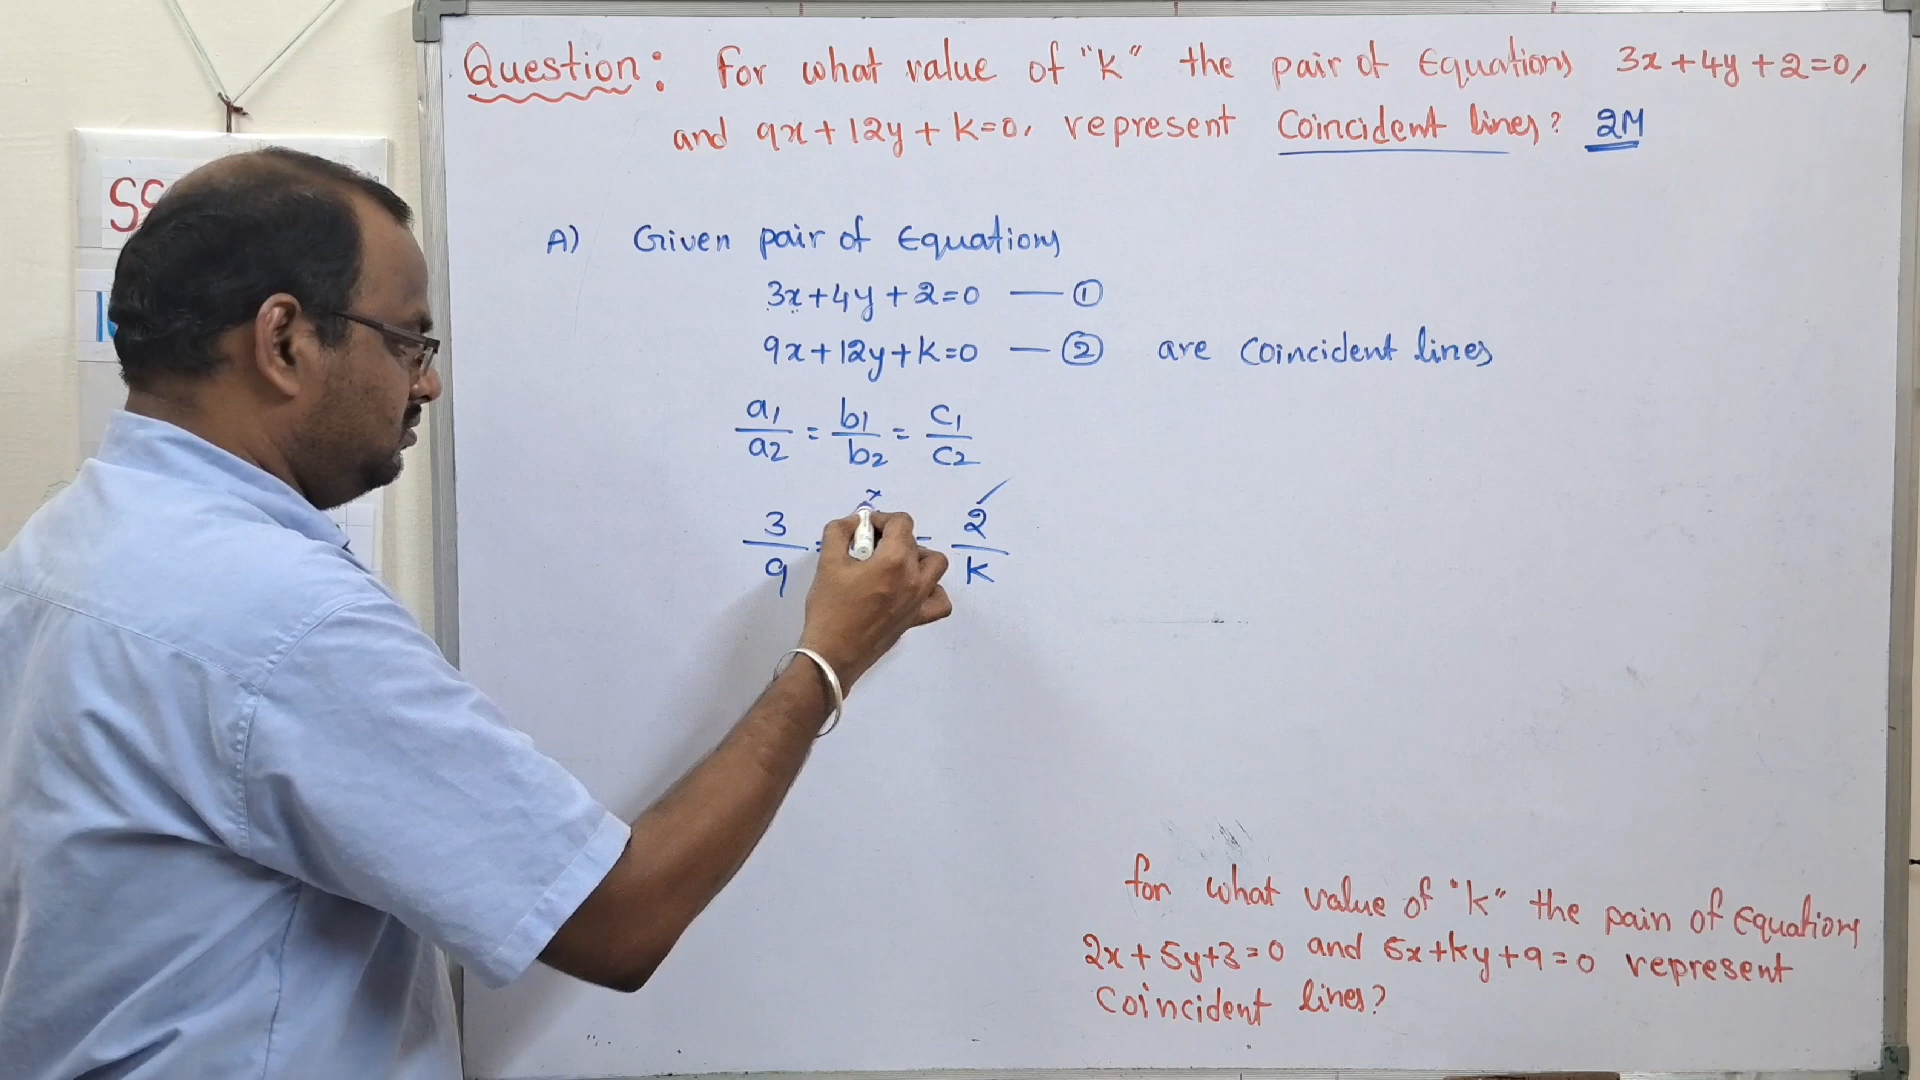 Question: For what value of "K" the pair of Equations 3x+4y+2=0,
and 9x+12y+k=0, represent Coincident lines? 2M
A) Given pair of Equations
3x+4y+2=0 — ①
9x+12y+k=0 — ② are coincident lines
a1/a2 = b1/b2 = c1/c2
3/9 = = 2/k
SS
for what value of "k" the pair of Equations
2x+5y+3=0 and 6x+ky+9=0 represent
Coincident lines?